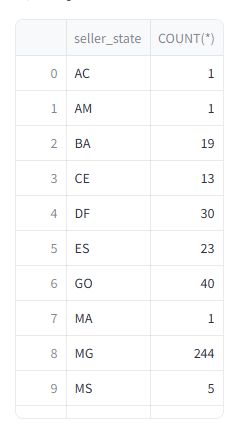 seller_state COUNT(*)
0 AC 1
1 AM 1
2 BA 19
3 CE 13
4 DF 30
5 ES 23
6 GO 40
7 MA 1
8 MG 244
9 MS 5